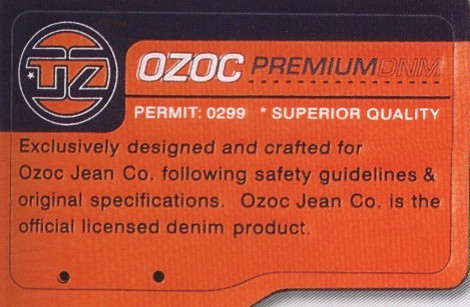 OZOC PREMIUM DNM
PERMIT: 0299 * SUPERIOR QUALITY
Exclusively designed and crafted for
Ozoc Jean Co. following safety guidelines &
original specifications. Ozoc Jean Co. is the
official licensed denim product.